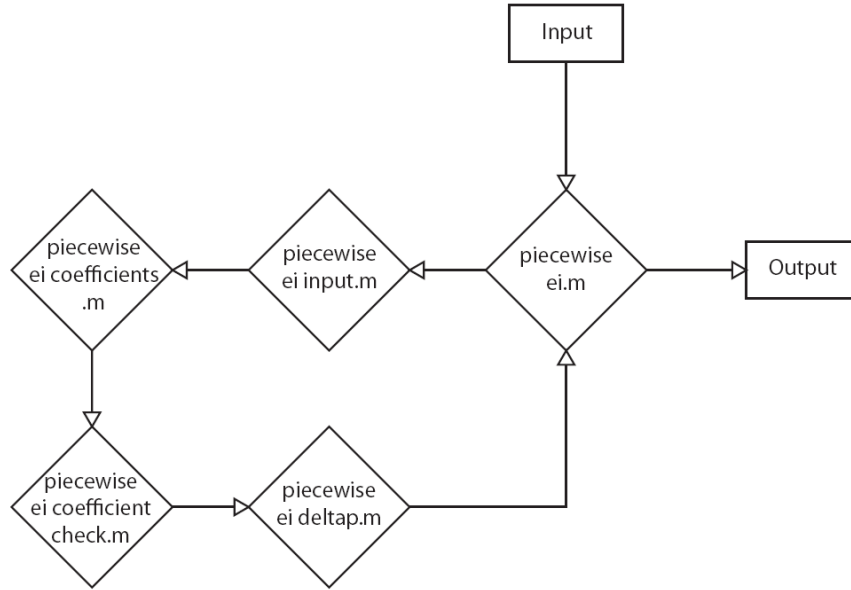 Input
piecewise
ei coefficients
.m
piecewise
ei input.m
piecewise
ei.m
Output
piecewise
ei coefficient
check.m
piecewise
ei deltap.m